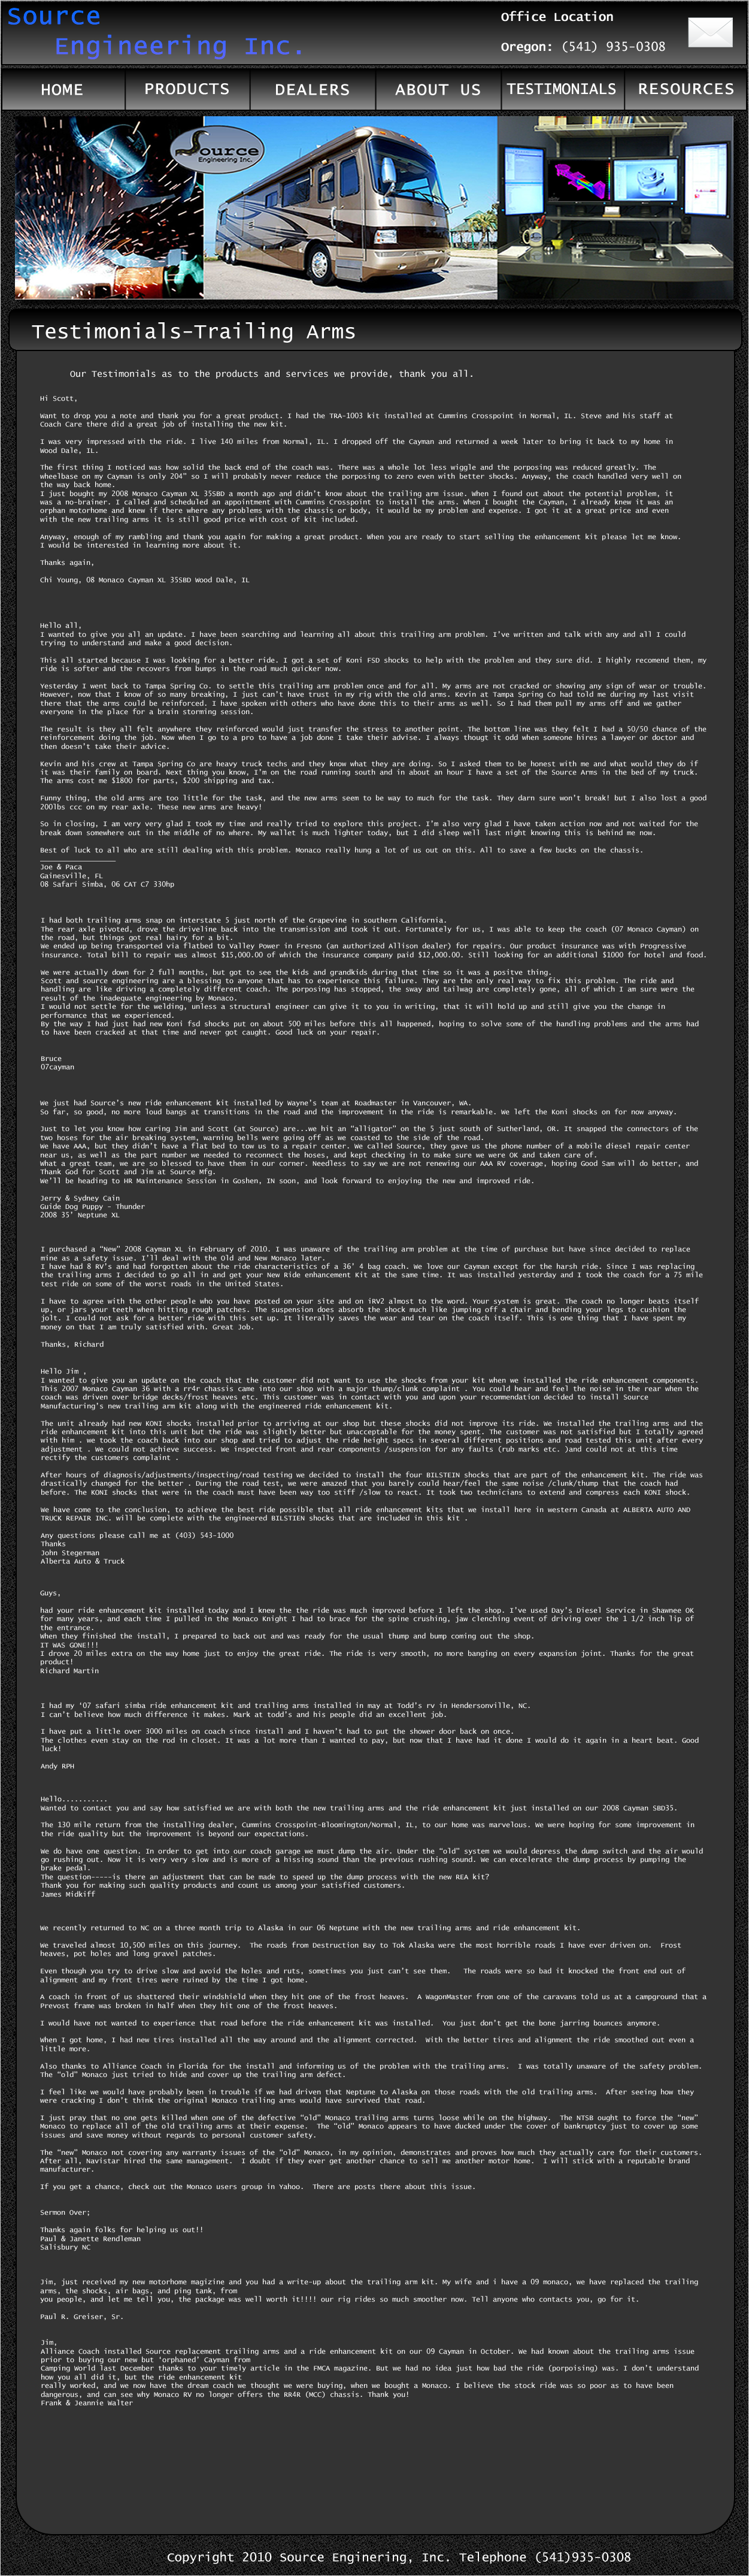 Source
Engineering Inc.
Office Location
Oregon: (541) 935-0308
HOME
PRODUCTS
DEALERS
ABOUT US
TESTIMONIALS
RESOURCES
Source
Engineering Inc.
Testimonials-Trailing Arms
Our Testimonials as to the products and services we provide, thank you all.
Hi Scott,
Want to drop you a note and thank you for a great product. I had the TRA-1003 kit installed at Cummins Crosspoint in Normal, IL. Steve and his staff at
Coach Care there did a great job of installing the new kit.
I was very impressed with the ride. I live 140 miles from Normal, IL. I dropped off the Cayman and returned a week later to bring it back to my home in
Wood Dale, IL.
The first thing I noticed was how solid the back end of the coach was. There was a whole lot less wiggle and the porposing was reduced greatly. The
wheelbase on my Cayman is only 204” so I will probably never reduce the porposing to zero even with better shocks. Anyway, the coach handled very well on
the way back home.
I just bought my 2008 Monaco Cayman XL 35SBD a month ago and didn’t know about the trailing arm issue. When I found out about the potential problem, it
was a no-brainer. I called and scheduled an appointment with Cummins Crosspoint to install the arms. When I bought the Cayman, I already knew it was an
orphan motorhome and knew if there where any problems with the chassis or body, it would be my problem and expense. I got it at a great price and even
with the new trailing arms it is still good price with cost of kit included.
Anyway, enough of my rambling and thank you again for making a great product. When you are ready to start selling the enhancement kit please let me know.
I would be interested in learning more about it.
Thanks again,
Chi Young, 08 Monaco Cayman XL 35SBD Wood Dale, IL
Hello all,
I wanted to give you all an update. I have been searching and learning all about this trailing arm problem. I’ve written and talk with any and all I could
trying to understand and make a good decision.
This all started because I was looking for a better ride. I got a set of Koni FSD shocks to help with the problem and they sure did. I highly recomend them, my
ride is softer and the recovers from bumps in the road much quicker now.
Yesterday I went back to Tampa Spring Co. to settle this trailing arm problem once and for all. My arms are not cracked or showing any sign of wear or trouble.
However, now that I know of so many breaking, I just can’t have trust in my rig with the old arms. Kevin at Tampa Spring Co had told me during my last visit
there that the arms could be reinforced. I have spoken with others who have done this to their arms as well. So I had them pull my arms off and we gather
everyone in the place for a brain storming session.
The result is they all felt anywhere they reinforced would just transfer the stress to another point. The bottom line was they felt I had a 50/50 chance of the
reinforcement doing the job. Now when I go to a pro to have a job done I take their advise. I always thougt it odd when someone hires a lawyer or doctor and
then doesn’t take their advice.
Kevin and his crew at Tampa Spring Co are heavy truck techs and they know what they are doing. So I asked them to be honest with me and what would they do if
it was their family on board. Next thing you know, I’m on the road running south and in about an hour I have a set of the Source Arms in the bed of my truck.
The arms cost me $1800 for parts, $200 shipping and tax.
Funny thing, the old arms are too little for the task, and the new arms seem to be way to much for the task. They darn sure won’t break! but I also lost a good
200lbs ccc on my rear axle. These new arms are heavy!
So in closing, I am very very glad I took my time and really tried to explore this project. I’m also very glad I have taken action now and not waited for the
break down somewhere out in the middle of no where. My wallet is much lighter today, but I did sleep well last night knowing this is behind me now.
Best of luck to all who are still dealing with this problem. Monaco really hung a lot of us out on this. All to save a few bucks on the chassis.
__________________
Joe & Paca
Gainesville, FL
08 Safari Simba, 06 CAT C7 330hp
I had both trailing arms snap on interstate 5 just north of the Grapevine in southern California.
The rear axle pivoted, drove the driveline back into the transmission and took it out. Fortunately for us, I was able to keep the coach (07 Monaco Cayman) on
the road, but things got real hairy for a bit.
We ended up being transported via flatbed to Valley Power in Fresno (an authorized Allison dealer) for repairs. Our product insurance was with Progressive
insurance. Total bill to repair was almost $15,000.00 of which the insurance company paid $12,000.00. Still looking for an additional $1000 for hotel and food.
We were actually down for 2 full months, but got to see the kids and grandkids during that time so it was a positve thing.
Scott and source engineering are a blessing to anyone that has to experience this failure. They are the only real way to fix this problem. The ride and
handling are like driving a completely different coach. The porposing has stopped, the sway and tailwag are completely gone, all of which I am sure were the
result of the inadequate engineering by Monaco.
I would not settle for the welding, unless a structural engineer can give it to you in writing, that it will hold up and still give you the change in
performance that we experienced.
By the way I had just had new Koni fsd shocks put on about 500 miles before this all happened, hoping to solve some of the handling problems and the arms had
to have been cracked at that time and never got caught. Good luck on your repair.
Bruce
07cayman
We just had Source’s new ride enhancement kit installed by Wayne’s team at Roadmaster in Vancouver, WA.
So far, so good, no more loud bangs at transitions in the road and the improvement in the ride is remarkable. We left the Koni shocks on for now anyway.
Just to let you know how caring Jim and Scott (at Source) are...we hit an “alligator” on the 5 just south of Sutherland, OR. It snapped the connectors of the
two hoses for the air breaking system, warning bells were going off as we coasted to the side of the road.
We have AAA, but they didn’t have a flat bed to tow us to a repair center. We called Source, they gave us the phone number of a mobile diesel repair center
near us, as well as the part number we needed to reconnect the hoses, and kept checking in to make sure we were OK and taken care of.
What a great team, we are so blessed to have them in our corner. Needless to say we are not renewing our AAA RV coverage, hoping Good Sam will do better, and
Thank God for Scott and Jim at Source Mfg.
We’ll be heading to HR Maintenance Session in Goshen, IN soon, and look forward to enjoying the new and improved ride.
Jerry & Sydney Cain
Guide Dog Puppy - Thunder
2008 35’ Neptune XL
I purchased a “New” 2008 Cayman XL in February of 2010. I was unaware of the trailing arm problem at the time of purchase but have since decided to replace
mine as a safety issue. I’ll deal with the Old and New Monaco later.
I have had 8 RV’s and had forgotten about the ride characteristics of a 36’ 4 bag coach. We love our Cayman except for the harsh ride. Since I was replacing
the trailing arms I decided to go all in and get your New Ride enhancement Kit at the same time. It was installed yesterday and I took the coach for a 75 mile
test ride on some of the worst roads in the United States.
I have to agree with the other people who you have posted on your site and on iRV2 almost to the word. Your system is great. The coach no longer beats itself
up, or jars your teeth when hitting rough patches. The suspension does absorb the shock much like jumping off a chair and bending your legs to cushion the
jolt. I could not ask for a better ride with this set up. It literally saves the wear and tear on the coach itself. This is one thing that I have spent my
money on that I am truly satisfied with. Great Job.
Thanks, Richard
Hello Jim ,
I wanted to give you an update on the coach that the customer did not want to use the shocks from your kit when we installed the ride enhancement components.
This 2007 Monaco Cayman 36 with a rr4r chassis came into our shop with a major thump/clunk complaint . You could hear and feel the noise in the rear when the
coach was driven over bridge decks/frost heaves etc. This customer was in contact with you and upon your recommendation decided to install Source
Manufacturing’s new trailing arm kit along with the engineered ride enhancement kit.
The unit already had new KONI shocks installed prior to arriving at our shop but these shocks did not improve its ride. We installed the trailing arms and the
ride enhancement kit into this unit but the ride was slightly better but unacceptable for the money spent. The customer was not satisfied but I totally agreed
with him . we took the coach back into our shop and tried to adjust the ride height specs in several different positions and road tested this unit after every
adjustment . We could not achieve success. We inspected front and rear components /suspension for any faults (rub marks etc. )and could not at this time
rectify the customers complaint .
After hours of diagnosis/adjustments/inspecting/road testing we decided to install the four BILSTEIN shocks that are part of the enhancement kit. The ride was
drastically changed for the better . During the road test, we were amazed that you barely could hear/feel the same noise /clunk/thump that the coach had
before. The KONI shocks that were in the coach must have been way too stiff /slow to react. It took two technicians to extend and compress each KONI shock.
We have come to the conclusion, to achieve the best ride possible that all ride enhancement kits that we install here in western Canada at ALBERTA AUTO AND
TRUCK REPAIR INC. will be complete with the engineered BILSTIEN shocks that are included in this kit .
Any questions please call me at (403) 543-1000
Thanks
John Stegerman
Alberta Auto & Truck
Guys,
had your ride enhancement kit installed today and I knew the the ride was much improved before I left the shop. I’ve used Day’s Diesel Service in Shawnee OK
for many years, and each time I pulled in the Monaco Knight I had to brace for the spine crushing, jaw clenching event of driving over the 1 1/2 inch lip of
the entrance.
When they finished the install, I prepared to back out and was ready for the usual thump and bump coming out the shop.
IT WAS GONE!!!
I drove 20 miles extra on the way home just to enjoy the great ride. The ride is very smooth, no more banging on every expansion joint. Thanks for the great
product!
Richard Martin
I had my ‘07 safari simba ride enhancement kit and trailing arms installed in may at Todd’s rv in Hendersonville, NC.
I can’t believe how much difference it makes. Mark at todd’s and his people did an excellent job.
I have put a little over 3000 miles on coach since install and I haven’t had to put the shower door back on once.
The clothes even stay on the rod in closet. It was a lot more than I wanted to pay, but now that I have had it done I would do it again in a heart beat. Good
luck!
Andy RPH
Hello...........
Wanted to contact you and say how satisfied we are with both the new trailing arms and the ride enhancement kit just installed on our 2008 Cayman SBD35.
The 130 mile return from the installing dealer, Cummins Crosspoint-Bloomington/Normal, IL, to our home was marvelous. We were hoping for some improvement in
the ride quality but the improvement is beyond our expectations.
We do have one question. In order to get into our coach garage we must dump the air. Under the “old” system we would depress the dump switch and the air would
go rushing out. Now it is very very slow and is more of a hissing sound than the previous rushing sound. We can excelerate the dump process by pumping the
brake pedal.
The question-----is there an adjustment that can be made to speed up the dump process with the new REA kit?
Thank you for making such quality products and count us among your satisfied customers.
James Midkiff
We recently returned to NC on a three month trip to Alaska in our 06 Neptune with the new trailing arms and ride enhancement kit.
We traveled almost 10,500 miles on this journey. The roads from Destruction Bay to Tok Alaska were the most horrible roads I have ever driven on. Frost
heaves, pot holes and long gravel patches.
Even though you try to drive slow and avoid the holes and ruts, sometimes you just can’t see them. The roads were so bad it knocked the front end out of
alignment and my front tires were ruined by the time I got home.
A coach in front of us shattered their windshield when they hit one of the frost heaves. A WagonMaster from one of the caravans told us at a campground that a
Prevost frame was broken in half when they hit one of the frost heaves.
I would have not wanted to experience that road before the ride enhancement kit was installed. You just don’t get the bone jarring bounces anymore.
When I got home, I had new tires installed all the way around and the alignment corrected. With the better tires and alignment the ride smoothed out even a
little more.
Also thanks to Alliance Coach in Florida for the install and informing us of the problem with the trailing arms. I was totally unaware of the safety problem.
The “old” Monaco just tried to hide and cover up the trailing arm defect.
I feel like we would have probably been in trouble if we had driven that Neptune to Alaska on those roads with the old trailing arms. After seeing how they
were cracking I don’t think the original Monaco trailing arms would have survived that road.
I just pray that no one gets killed when one of the defective “old” Monaco trailing arms turns loose while on the highway. The NTSB ought to force the “new”
Monaco to replace all of the old trailing arms at their expense. The “old” Monaco appears to have ducked under the cover of bankruptcy just to cover up some
issues and save money without regards to personal customer safety.
The “new” Monaco not covering any warranty issues of the “old” Monaco, in my opinion, demonstrates and proves how much they actually care for their customers.
After all, Navistar hired the same management. I doubt if they ever get another chance to sell me another motor home. I will stick with a reputable brand
manufacturer.
If you get a chance, check out the Monaco users group in Yahoo. There are posts there about this issue.
Sermon Over;
Thanks again folks for helping us out!!
Paul & Janette Rendleman
Salisbury NC
Jim, just received my new motorhome magizine and you had a write-up about the trailing arm kit. My wife and i have a 09 monaco, we have replaced the trailing
arms, the shocks, air bags, and ping tank, from
you people, and let me tell you, the package was well worth it!!!! our rig rides so much smoother now. Tell anyone who contacts you, go for it.
Paul R. Greiser, Sr.
Jim,
Alliance Coach installed Source replacement trailing arms and a ride enhancement kit on our 09 Cayman in October. We had known about the trailing arms issue
prior to buying our new but ‘orphaned’ Cayman from
Camping World last December thanks to your timely article in the FMCA magazine. But we had no idea just how bad the ride (porpoising) was. I don’t understand
how you all did it, but the ride enhancement kit
really worked, and we now have the dream coach we thought we were buying, when we bought a Monaco. I believe the stock ride was so poor as to have been
dangerous, and can see why Monaco RV no longer offers the RR4R (MCC) chassis. Thank you!
Frank & Jeannie Walter
Copyright 2010 Source Enginering, Inc. Telephone (541)935-0308